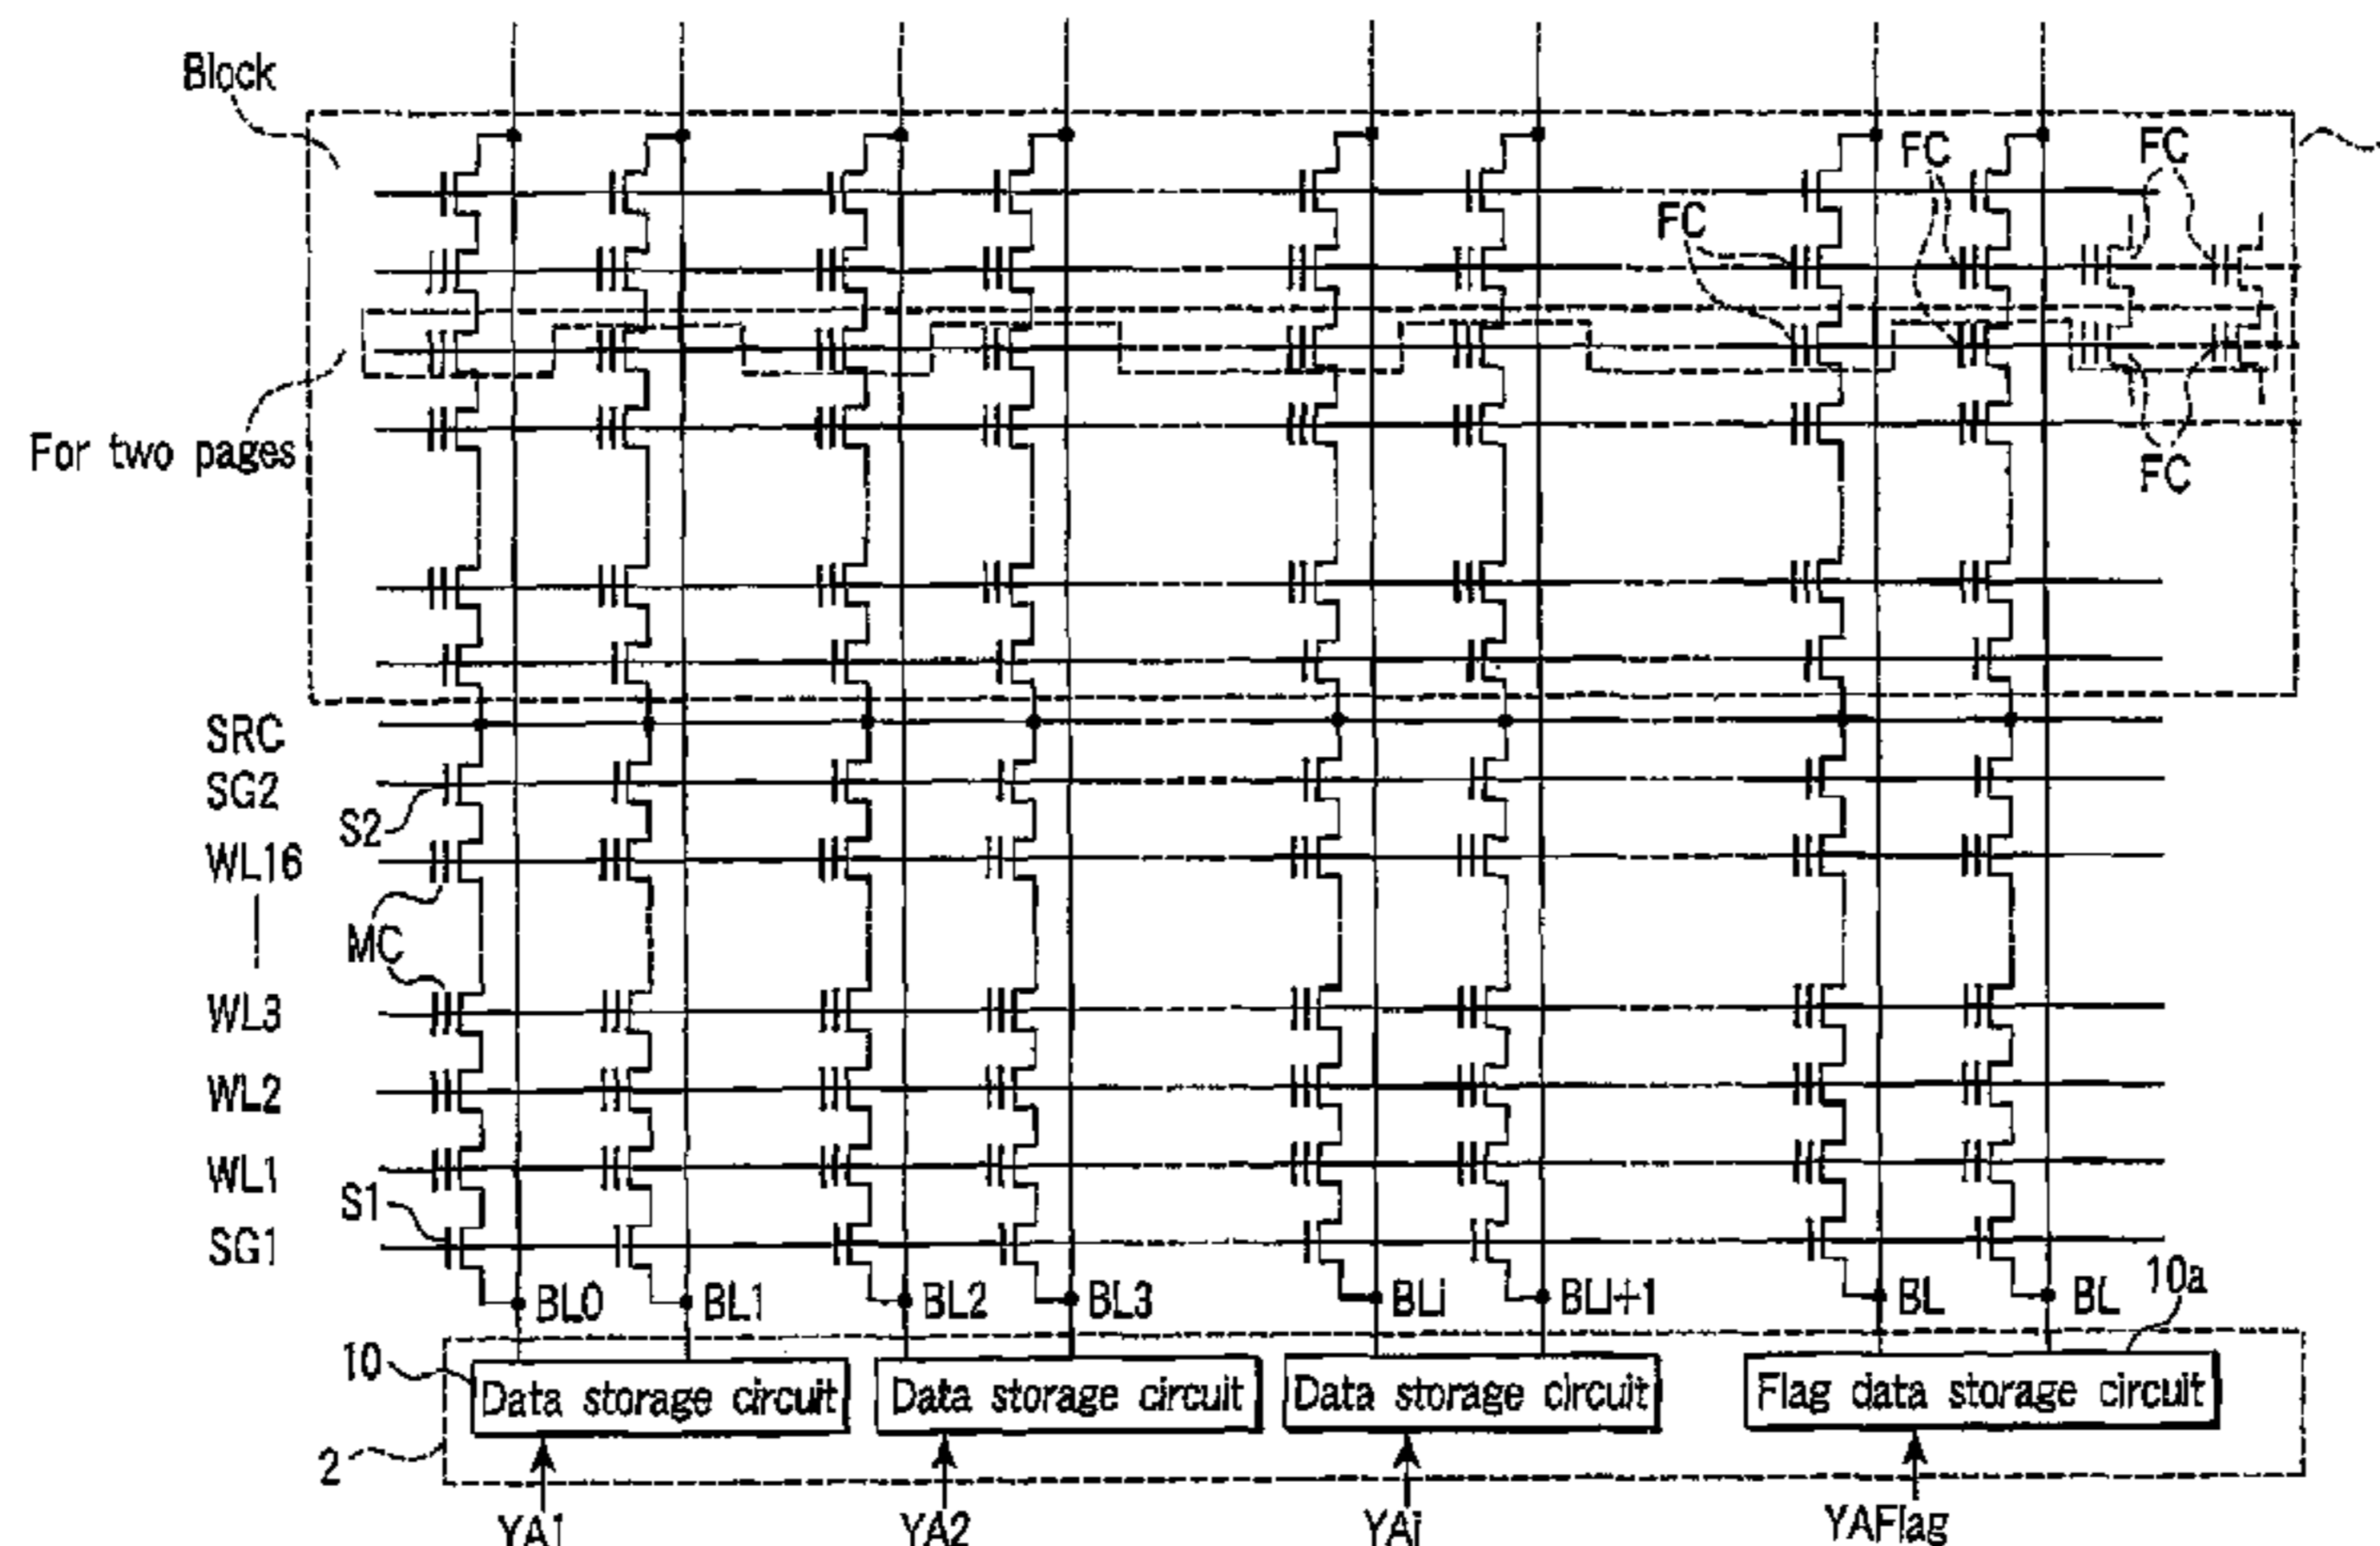 Block
FC
FC
FC
For two pages
FC
SRC
SG2
S2
WL16
MC
WL3
WL2
WL1
S1
SG1
BL0
BL1
BL2
BL3
BLi
BLi+1
BL
BL
10a
10
Data storage circuit
Data storage circuit
Data storage circuit
Flag data storage circuit
2
YA1
YA2
YAi
YAFlag